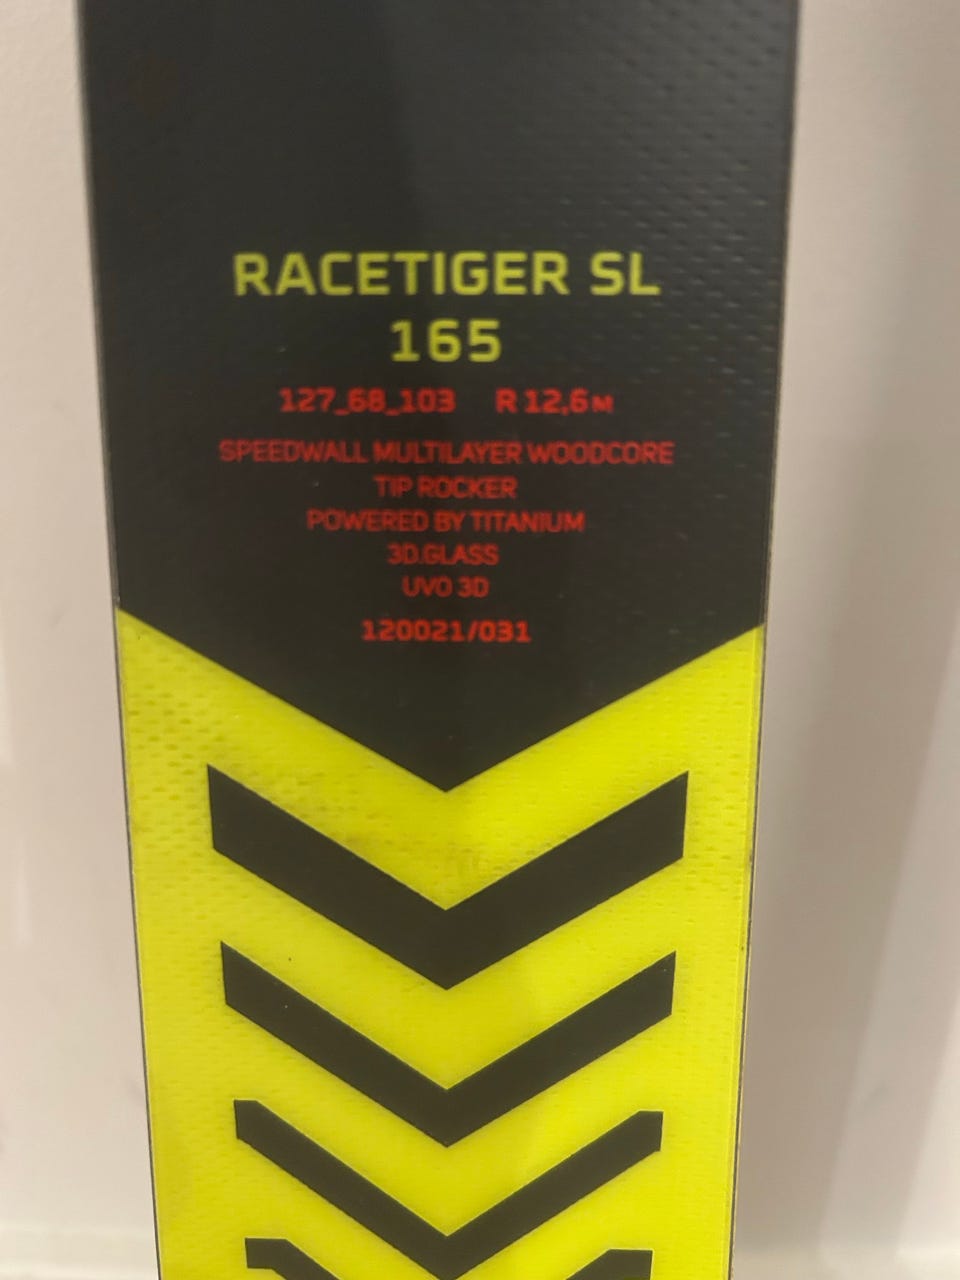 RACETIGER SL
165
127_68_103 R 12,6 M
SPEEDWALL MULTILAYER WOODCORE
TIP ROCKER
POWERED BY TITANIUM
3D.GLASS
UVO 3D
120021/031